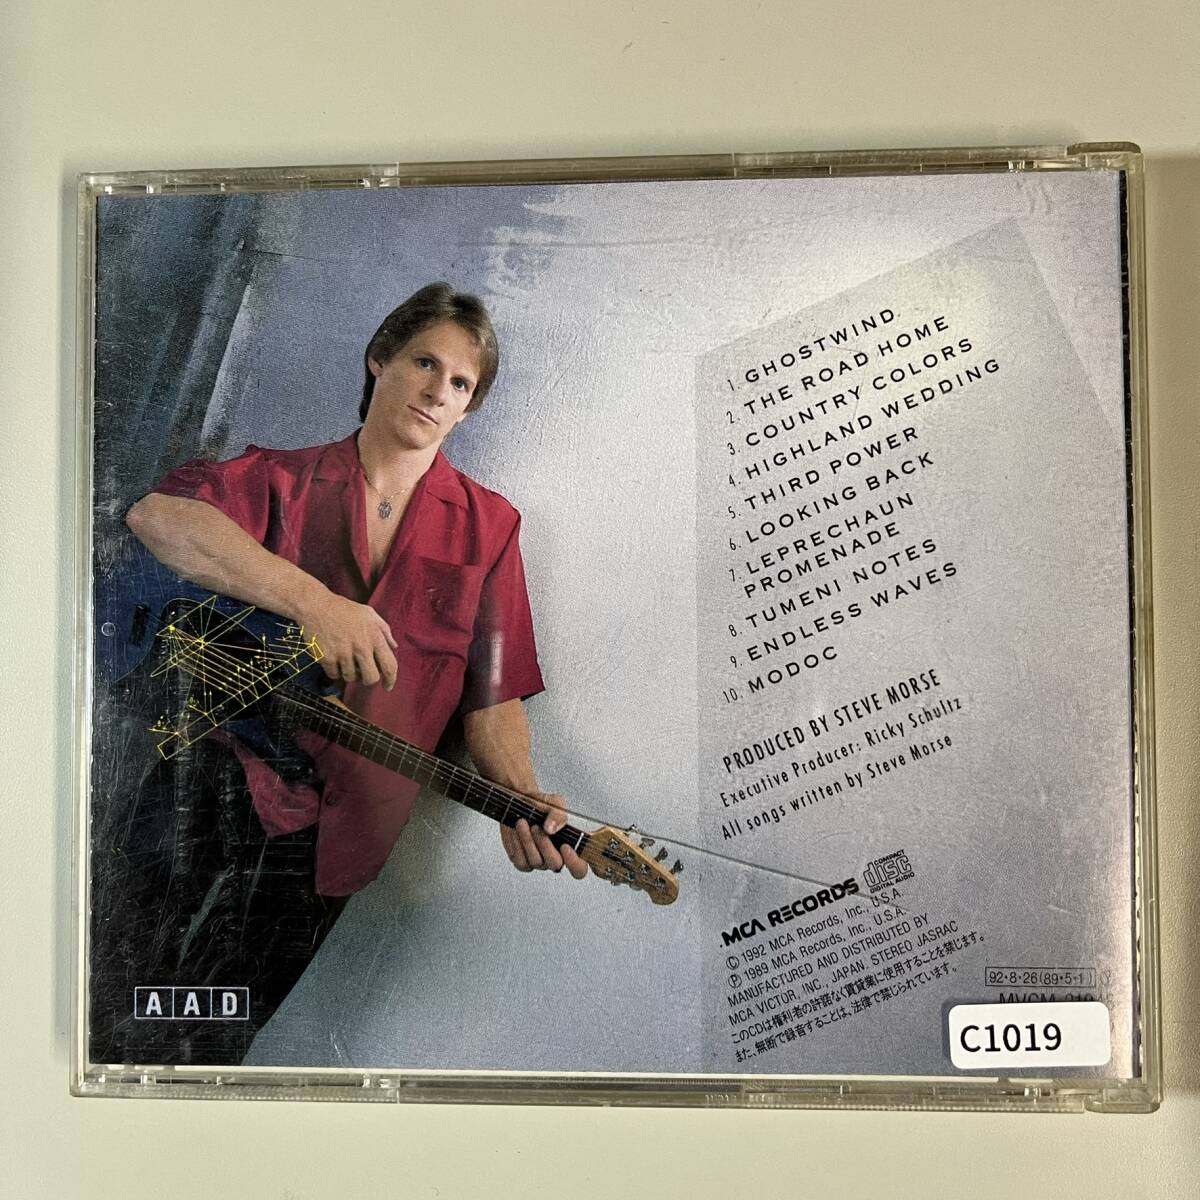 1. GHOSTWIND
2. THE ROAD HOME
3. COUNTRY COLORS
4. HIGHLAND WEDDING
5. THIRD POWER
6. LOOKING BACK
7. LEPRECHAUN
PROMENADE
8. TUMENI NOTES
9. ENDLESS WAVES
10. MODOC
PRODUCED BY STEVE MORSE
Executive Producer: Ricky Schultz
All songs written by Steve Morse
MCA RECORDS
COMPACT
disc
DIGITAL AUDIO
Ⓒ 1992 MCA Records, Inc., U.S.A.
Ⓟ 1989 MCA Records, Inc., U.S.A.
MANUFACTURED AND DISTRIBUTED BY
MCA VICTOR, INC., JAPAN. STEREO JASRAC
このCDは権利者の許諾なく賃貸業に使用することを禁じます。
また、無断で録音することは、法律で禁じられています。
92・8・26(89・5・1)
C1019
AAD